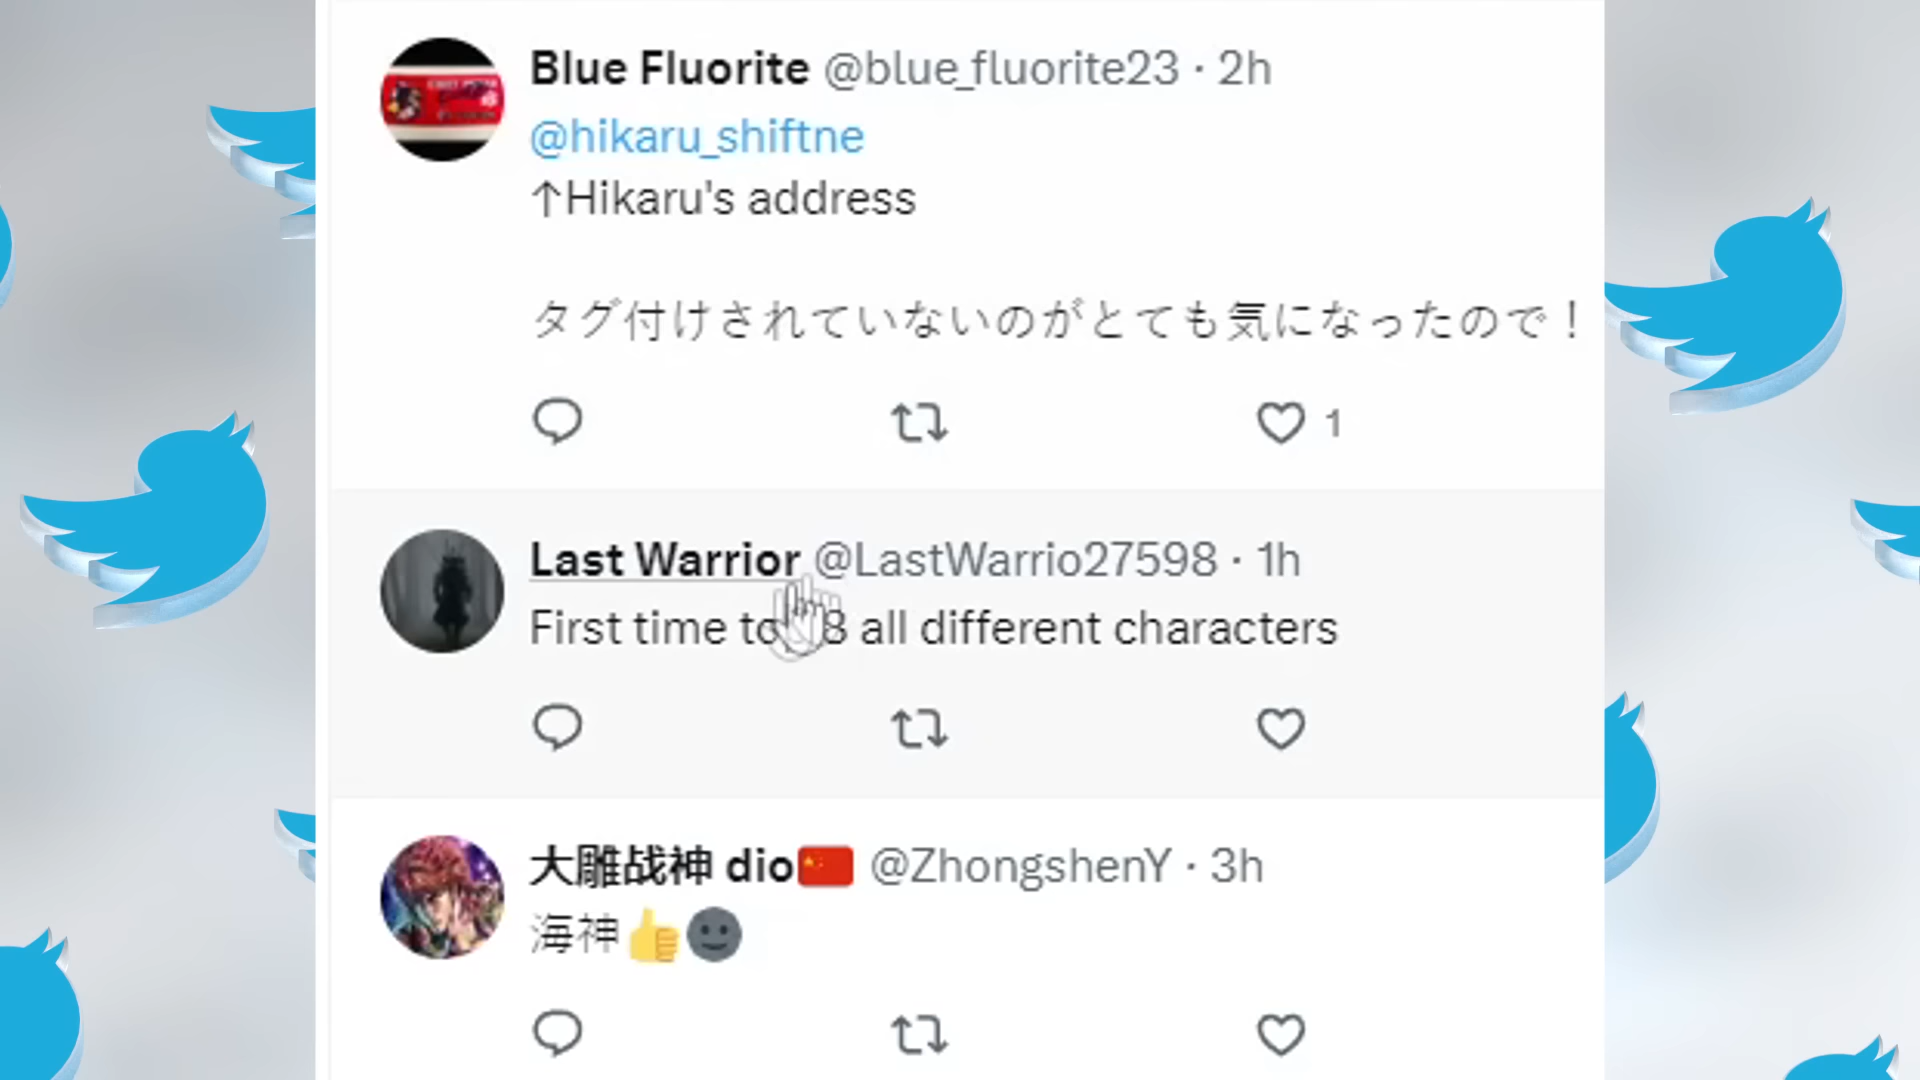 Blue Fluorite @blue_fluorite23 · 2h
@hikaru_shiftne
↑Hikaru's address
タグ付けされていないのがとても気になったので！
1
Last Warrior @LastWarrio27598 · 1h
First time to 8 all different characters
大雕战神 dio🇨🇳 @ZhongshenY · 3h
海神👍🌚